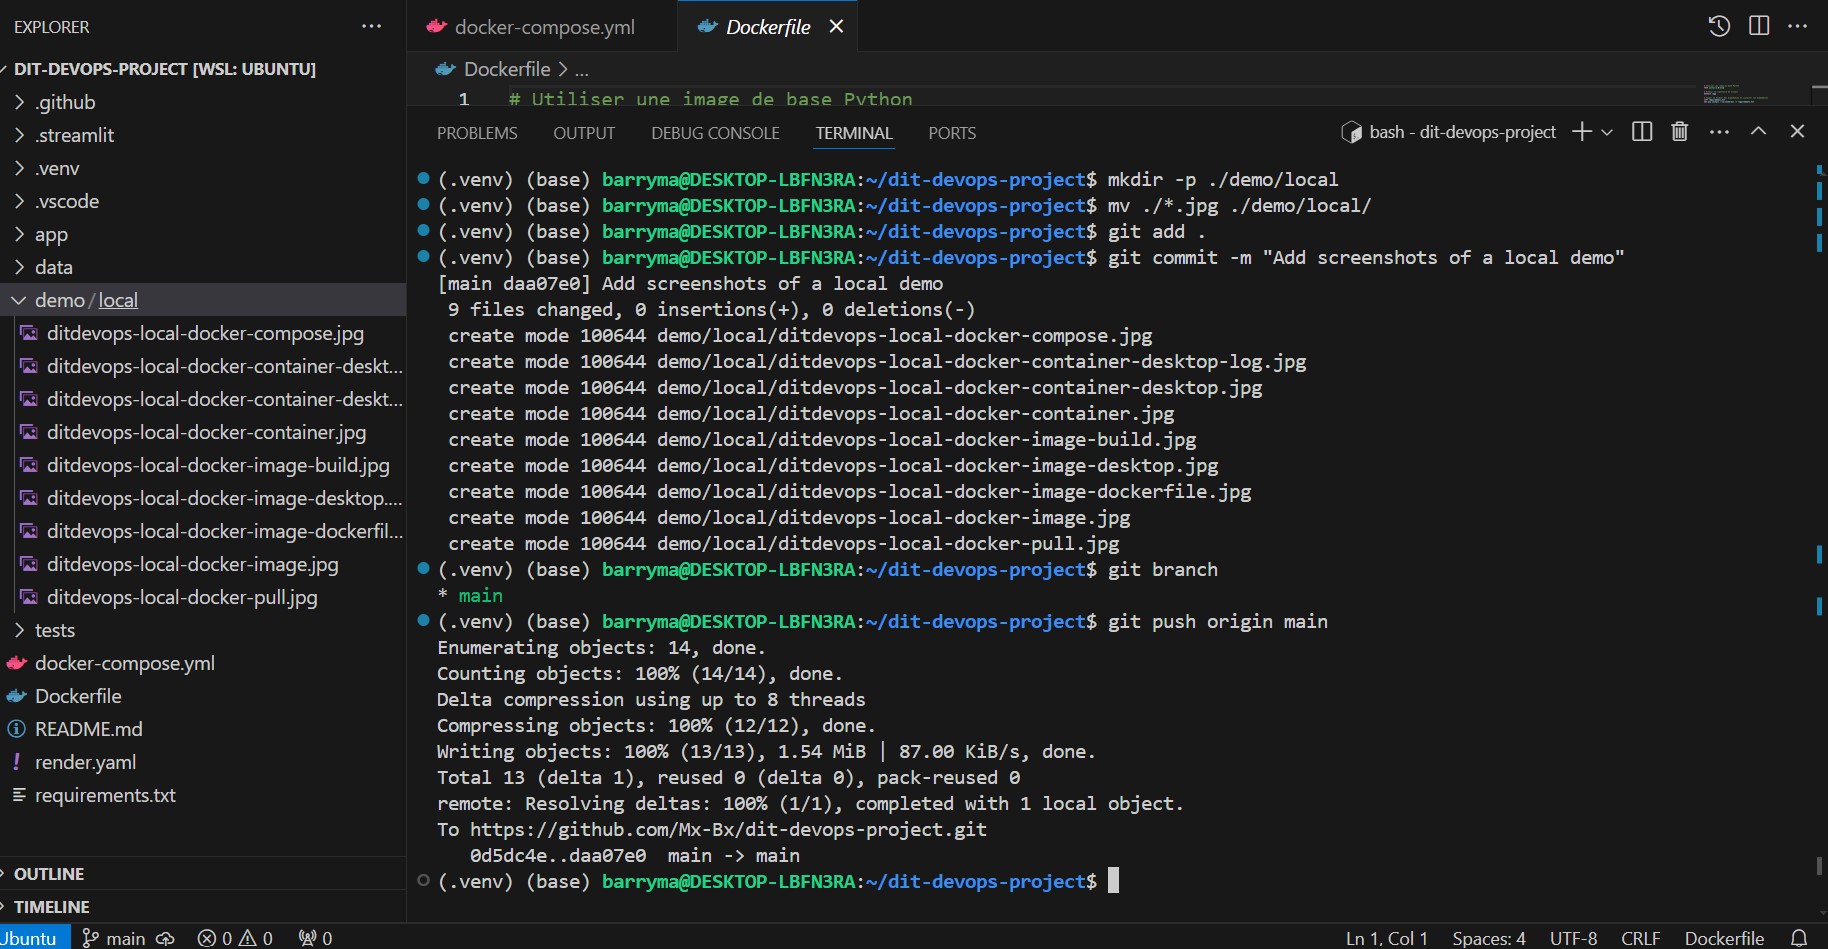 EXPLORER
DIT-DEVOPS-PROJECT [WSL: UBUNTU]
.github
.streamlit
.venv
.vscode
app
data
demo / local
ditdevops-local-docker-compose.jpg
ditdevops-local-docker-container-deskt...
ditdevops-local-docker-container-deskt...
ditdevops-local-docker-container.jpg
ditdevops-local-docker-image-build.jpg
ditdevops-local-docker-image-desktop....
ditdevops-local-docker-image-dockerfil...
ditdevops-local-docker-image.jpg
ditdevops-local-docker-pull.jpg
tests
docker-compose.yml
Dockerfile
README.md
render.yaml
requirements.txt
OUTLINE
TIMELINE
docker-compose.yml
Dockerfile
Dockerfile > ...
1 # Utiliser une image de base Python
PROBLEMS OUTPUT DEBUG CONSOLE TERMINAL PORTS
bash - dit-devops-project
(.venv) (base) barryma@DESKTOP-LBFN3RA:~/dit-devops-project$ mkdir -p ./demo/local
(.venv) (base) barryma@DESKTOP-LBFN3RA:~/dit-devops-project$ mv ./*.jpg ./demo/local/
(.venv) (base) barryma@DESKTOP-LBFN3RA:~/dit-devops-project$ git add .
(.venv) (base) barryma@DESKTOP-LBFN3RA:~/dit-devops-project$ git commit -m "Add screenshots of a local demo"
[main daa07e0] Add screenshots of a local demo
9 files changed, 0 insertions(+), 0 deletions(-)
create mode 100644 demo/local/ditdevops-local-docker-compose.jpg
create mode 100644 demo/local/ditdevops-local-docker-container-desktop-log.jpg
create mode 100644 demo/local/ditdevops-local-docker-container-desktop.jpg
create mode 100644 demo/local/ditdevops-local-docker-container.jpg
create mode 100644 demo/local/ditdevops-local-docker-image-build.jpg
create mode 100644 demo/local/ditdevops-local-docker-image-desktop.jpg
create mode 100644 demo/local/ditdevops-local-docker-image-dockerfile.jpg
create mode 100644 demo/local/ditdevops-local-docker-image.jpg
create mode 100644 demo/local/ditdevops-local-docker-pull.jpg
(.venv) (base) barryma@DESKTOP-LBFN3RA:~/dit-devops-project$ git branch
* main
(.venv) (base) barryma@DESKTOP-LBFN3RA:~/dit-devops-project$ git push origin main
Enumerating objects: 14, done.
Counting objects: 100% (14/14), done.
Delta compression using up to 8 threads
Compressing objects: 100% (12/12), done.
Writing objects: 100% (13/13), 1.54 MiB | 87.00 KiB/s, done.
Total 13 (delta 1), reused 0 (delta 0), pack-reused 0
remote: Resolving deltas: 100% (1/1), completed with 1 local object.
To https://github.com/Mx-Bx/dit-devops-project.git
0d5dc4e..daa07e0 main -> main
(.venv) (base) barryma@DESKTOP-LBFN3RA:~/dit-devops-project$
Ubuntu main 0 0 0 Ln 1, Col 1 Spaces: 4 UTF-8 CRLF Dockerfile